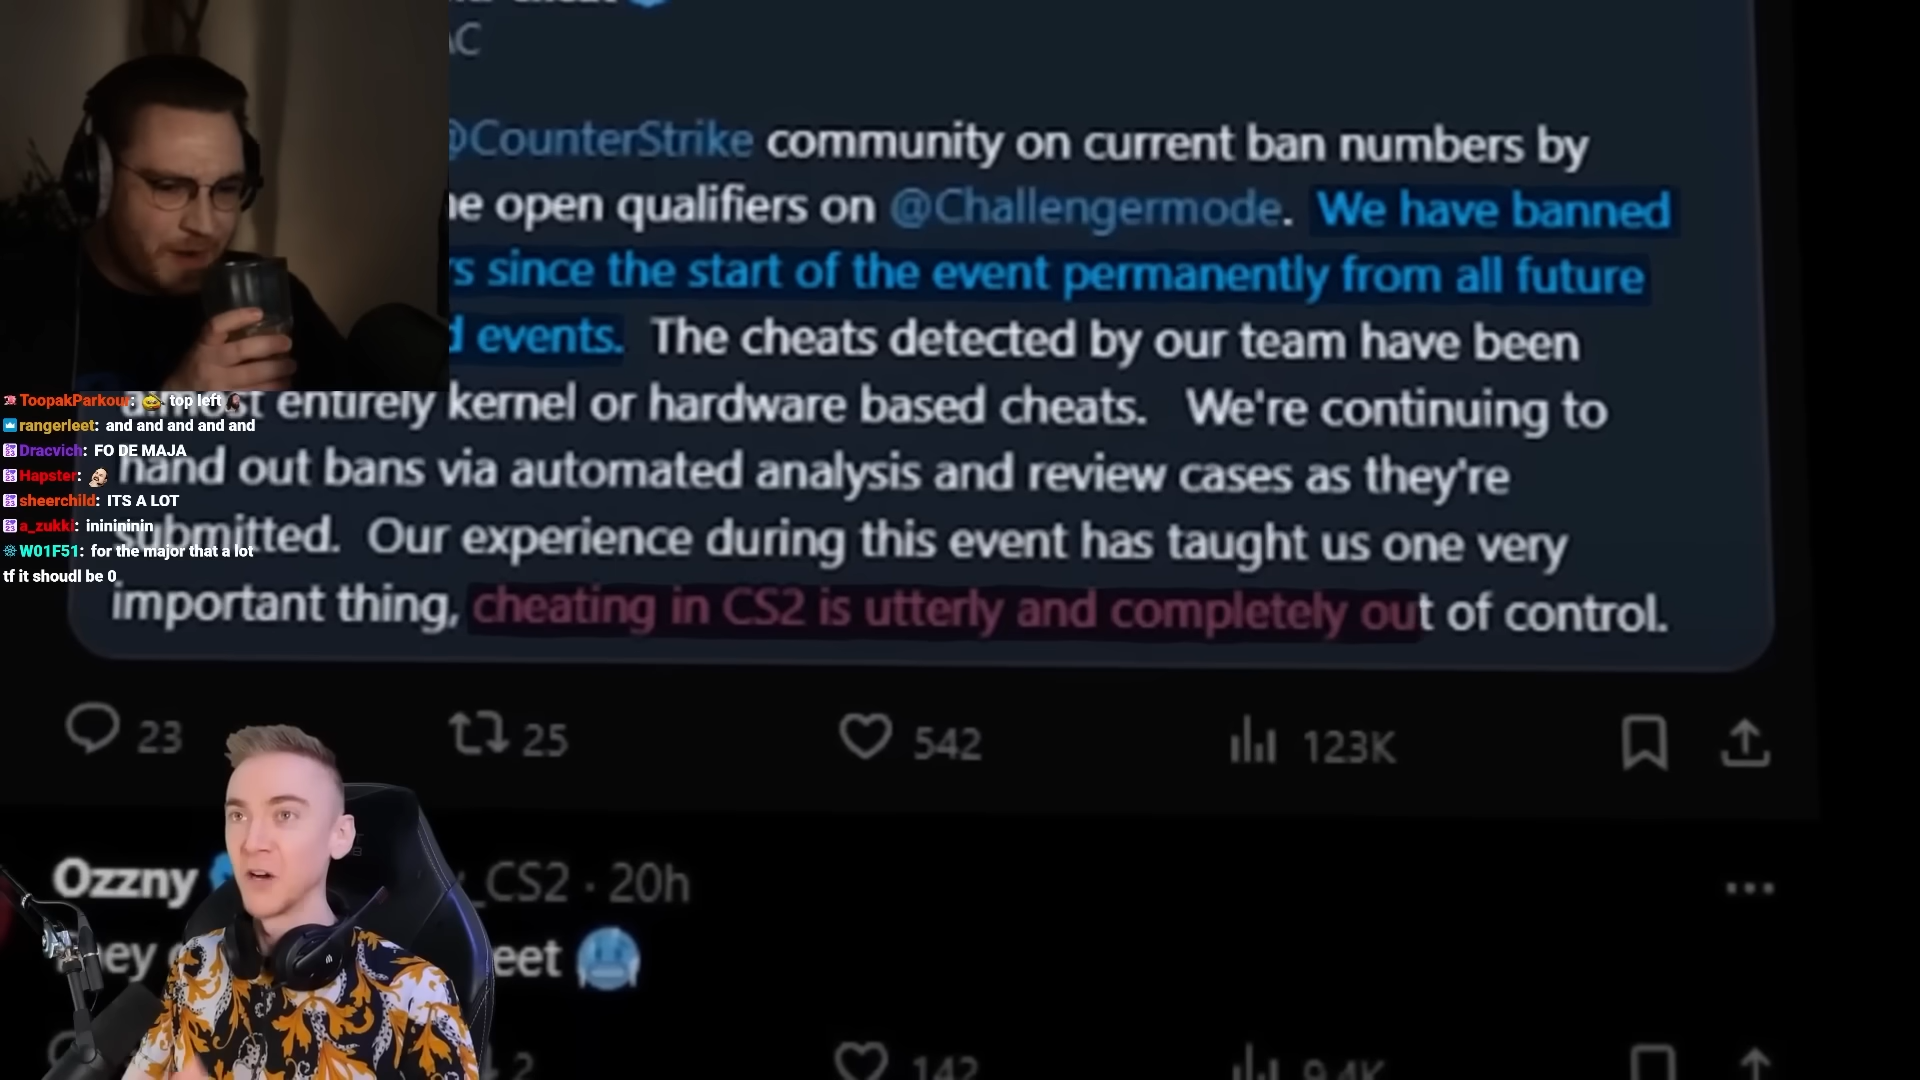 AC
@CounterStrike community on current ban numbers by
he open qualifiers on @Challengermode. We have banned
s since the start of the event permanently from all future
d events. The cheats detected by our team have been
entirely kernel or hardware based cheats. We're continuing to
hand out bans via automated analysis and review cases as they're
submitted. Our experience during this event has taught us one very
important thing, cheating in CS2 is utterly and completely out of control.
ToopakParkour: top left
rangerleet: and and and and and
Dracvich: FO DE MAJA
Hapster:
sheerchild: ITS A LOT
a_zukki: inininininin
W01F51: for the major that a lot
tf it shoudl be 0
23 25 542 123K
Ozzny _CS2 · 20h
hey eet
2 142 9.4K